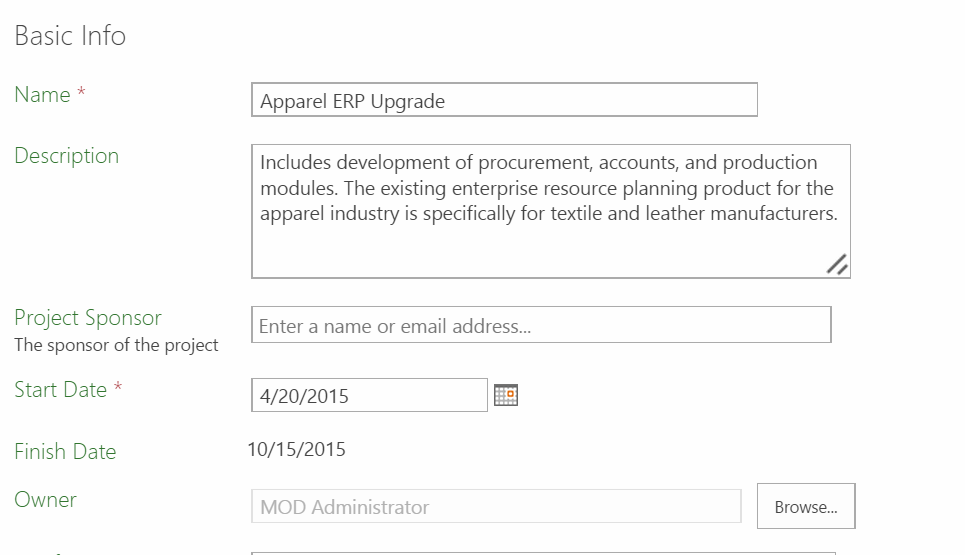 Basic Info
Name *
Apparel ERP Upgrade
Description
Includes development of procurement, accounts, and production
modules. The existing enterprise resource planning product for the
apparel industry is specifically for textile and leather manufacturers.
Project Sponsor
The sponsor of the project
Enter a name or email address...
Start Date *
4/20/2015
Finish Date
10/15/2015
Owner
MOD Administrator
Browse...